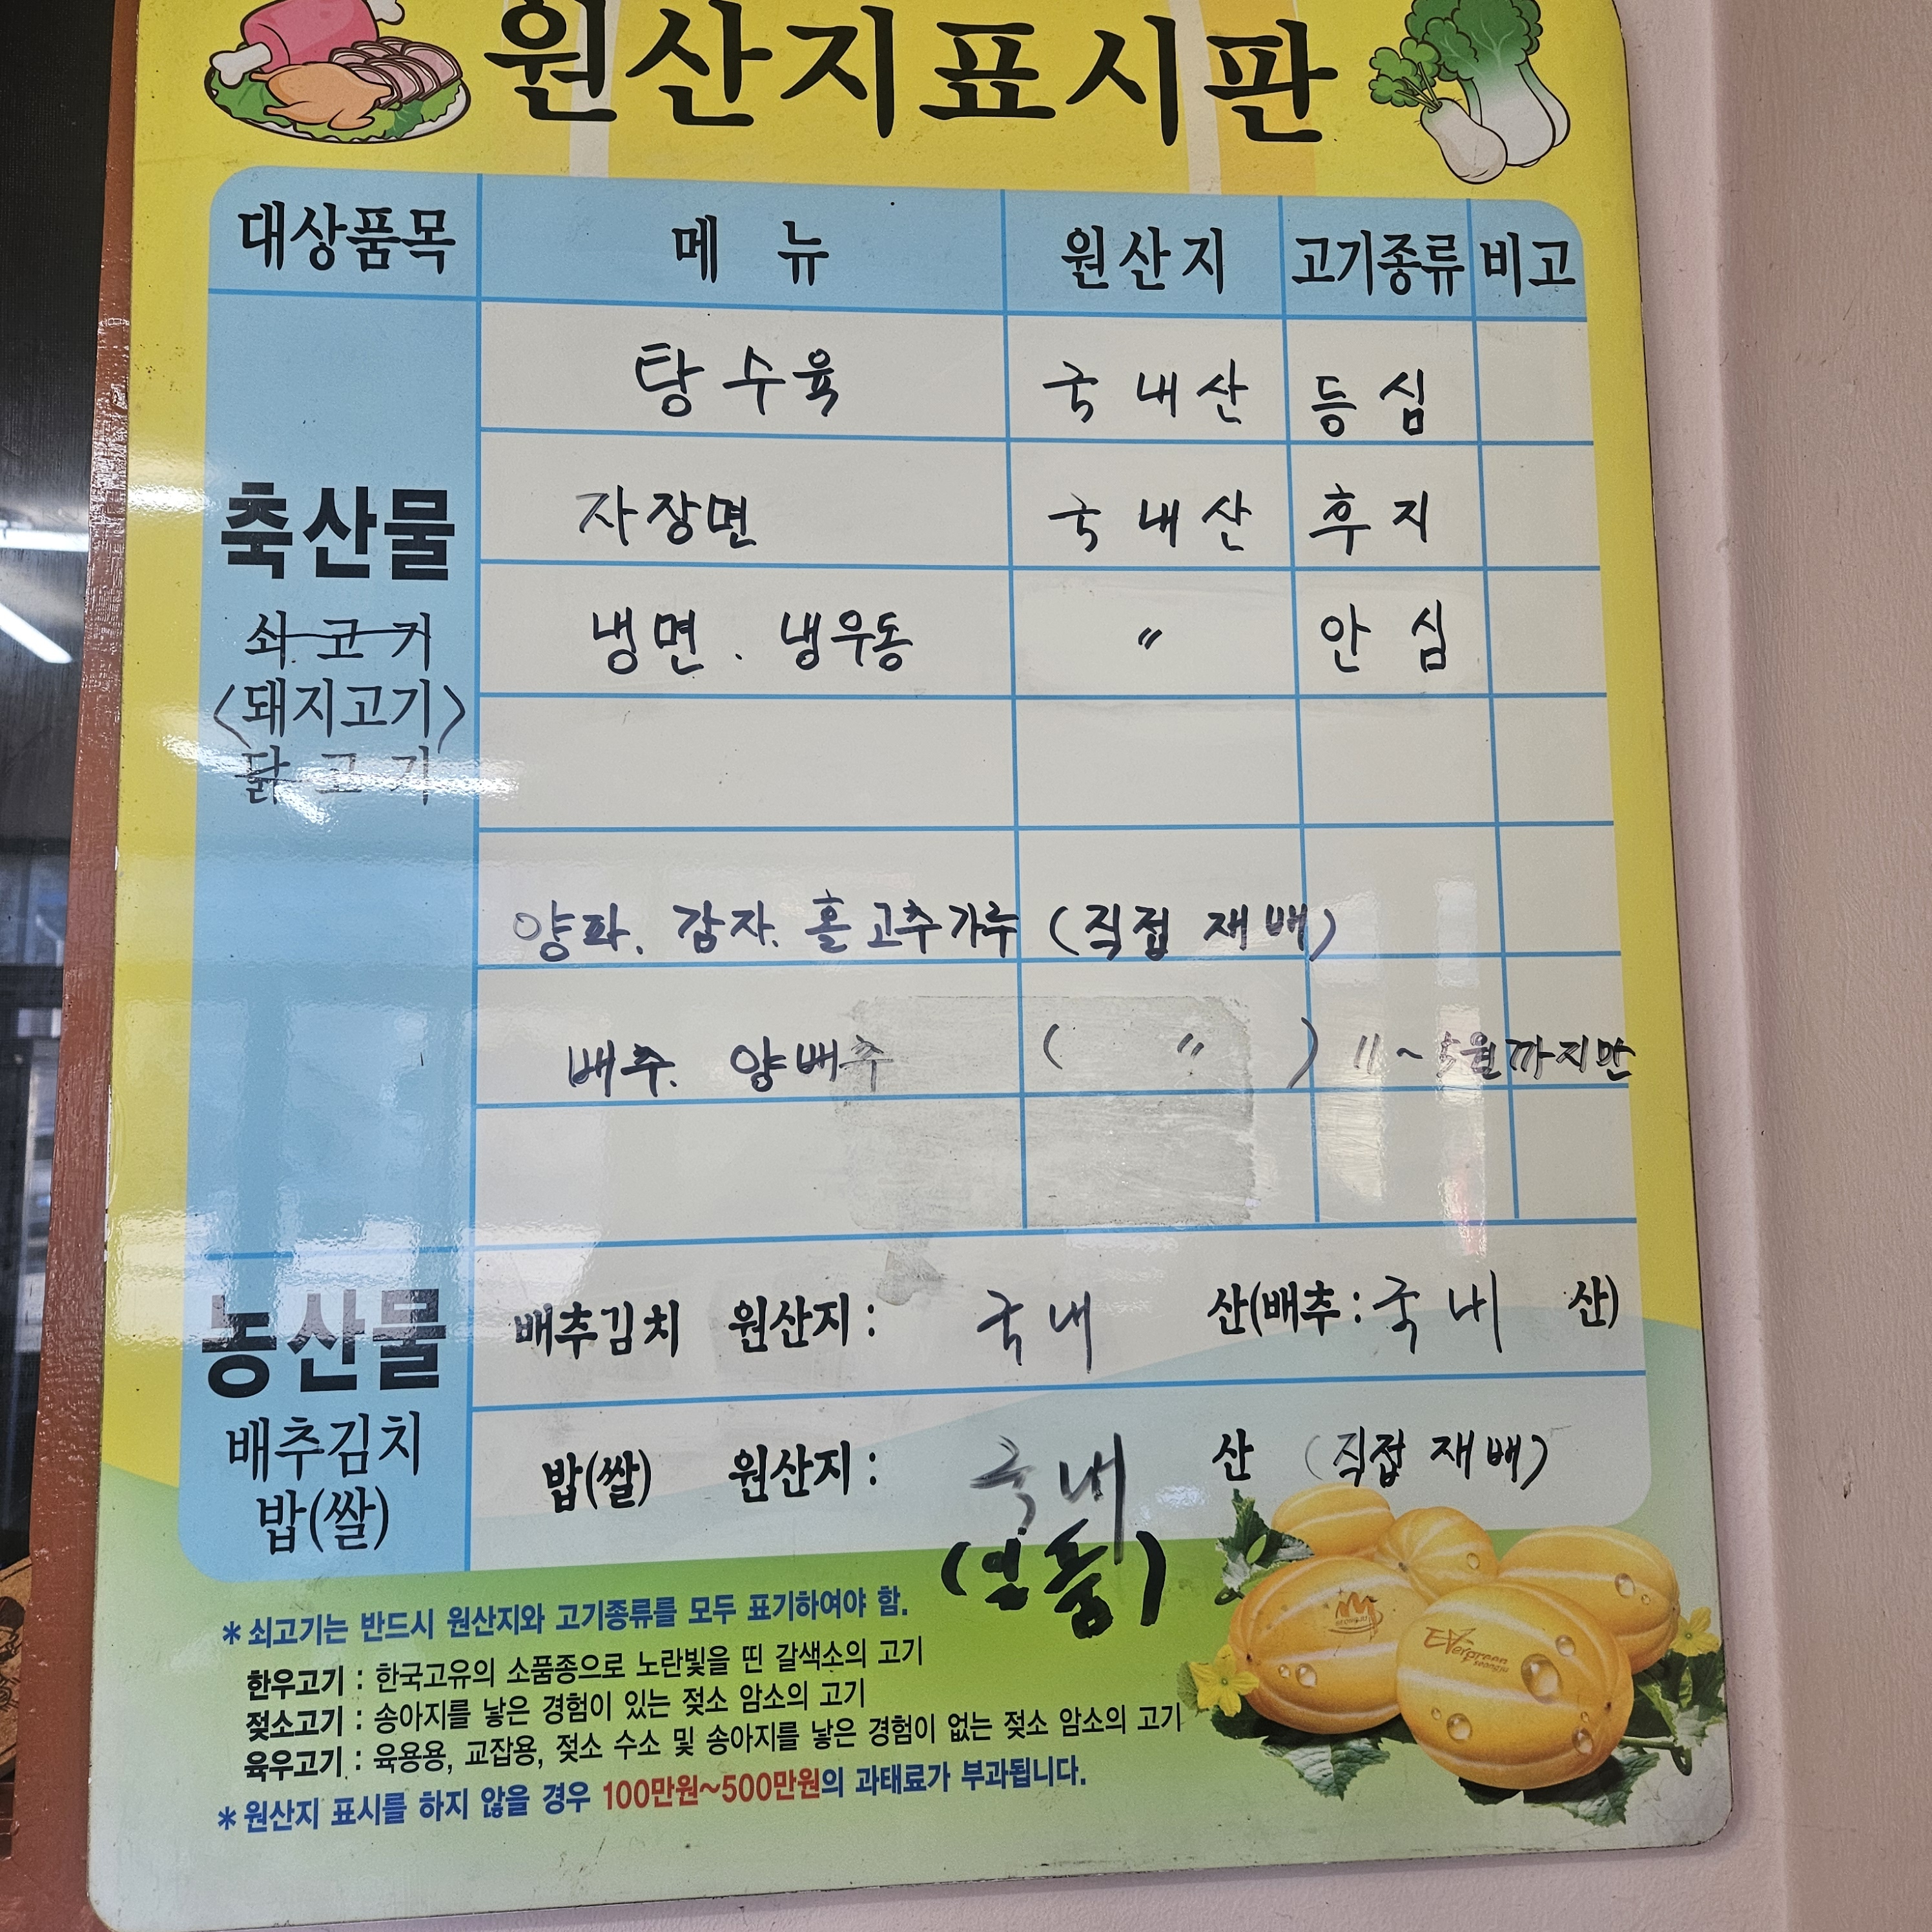 원산지표시판
대상품목 메 뉴 원산지 고기종류 비고
탕수육 국내산 등심
축산물 자장면 국내산 후지
쇠고기 냉면. 냉우동 〃 안심
<돼지고기>
닭고기
양파. 감자. 홀고추가루 (직접 재배)
배추. 양배추 ( 〃 ) 11~5월까지만
농산물 배추김치 원산지: 국내 산(배추:국내 산)
배추김치
밥(쌀) 밥(쌀) 원산지: 국내 산 (직접 재배)
* 쇠고기는 반드시 원산지와 고기종류를 모두 표기하여야 함.
한우고기 : 한국고유의 소품종으로 노란빛을 띤 갈색소의 고기
젖소고기 : 송아지를 낳은 경험이 있는 젖소 암소의 고기
육우고기 : 육용용, 교잡용, 젖소 수소 및 송아지를 낳은 경험이 없는 젖소 암소의 고기
* 원산지 표시를 하지 않을 경우 100만원~500만원의 과태료가 부과됩니다.
Evergreen
seongju